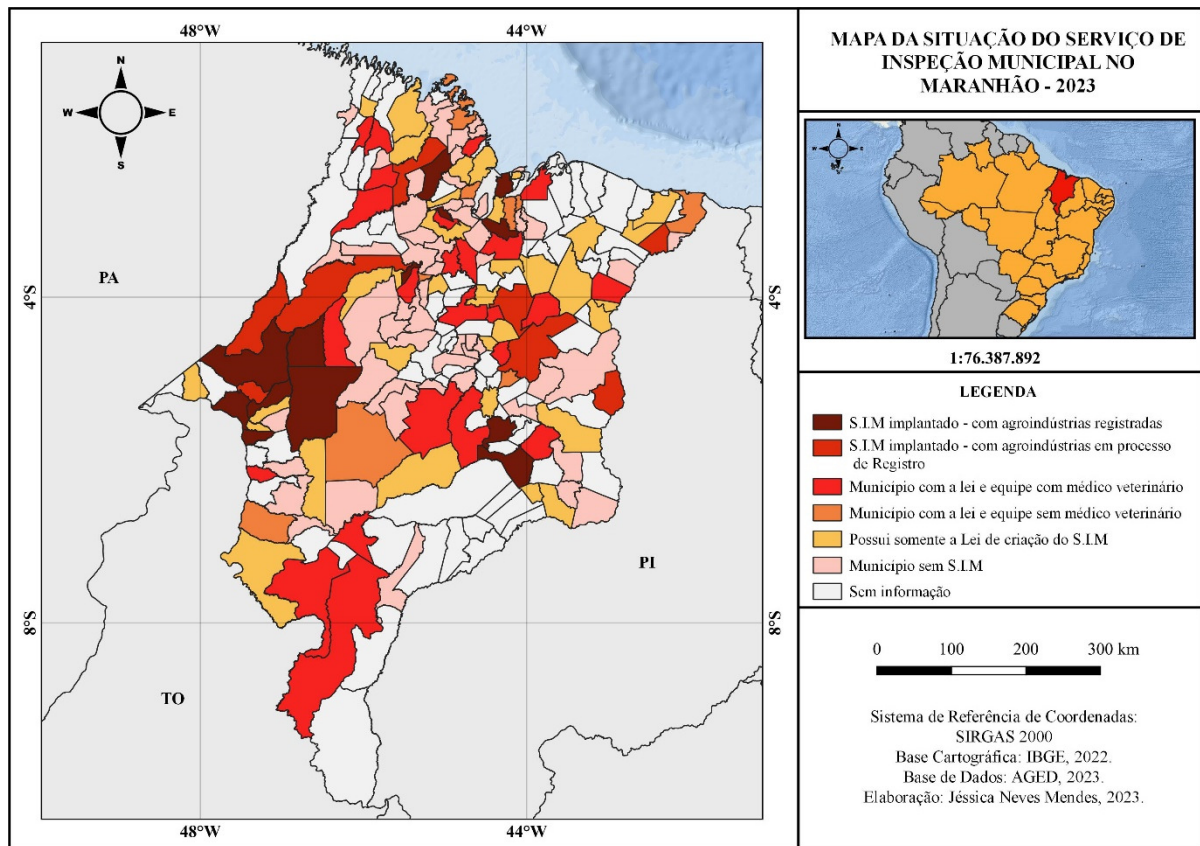 48°W
44°W
N
W
E
S
PA
4°S
4°S
PI
8°S
8°S
TO
48°W
44°W
MAPA DA SITUAÇÃO DO SERVIÇO DE
INSPEÇÃO MUNICIPAL NO
MARANHÃO - 2023
1:76.387.892
LEGENDA
S.I.M implantado - com agroindústrias registradas
S.I.M implantado - com agroindústrias em processo
de Registro
Município com a lei e equipe com médico veterinário
Município com a lei e equipe sem médico veterinário
Possui somente a Lei de criação do S.I.M
Município sem S.I.M
Sem informação
0 100 200 300 km
Sistema de Referência de Coordenadas:
SIRGAS 2000
Base Cartográfica: IBGE, 2022.
Base de Dados: AGED, 2023.
Elaboração: Jéssica Neves Mendes, 2023.